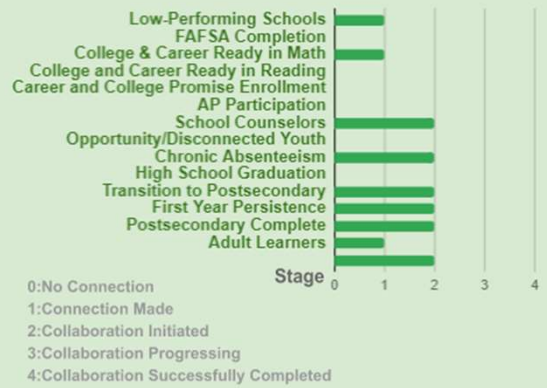 Low-Performing Schools
FAFSA Completion
College & Career Ready in Math
College and Career Ready in Reading
Career and College Promise Enrollment
AP Participation
School Counselors
Opportunity/Disconnected Youth
Chronic Absenteeism
High School Graduation
Transition to Postsecondary
First Year Persistence
Postsecondary Complete
Adult Learners
Stage 0 1 2 3 4
0:No Connection
1:Connection Made
2:Collaboration Initiated
3:Collaboration Progressing
4:Collaboration Successfully Completed